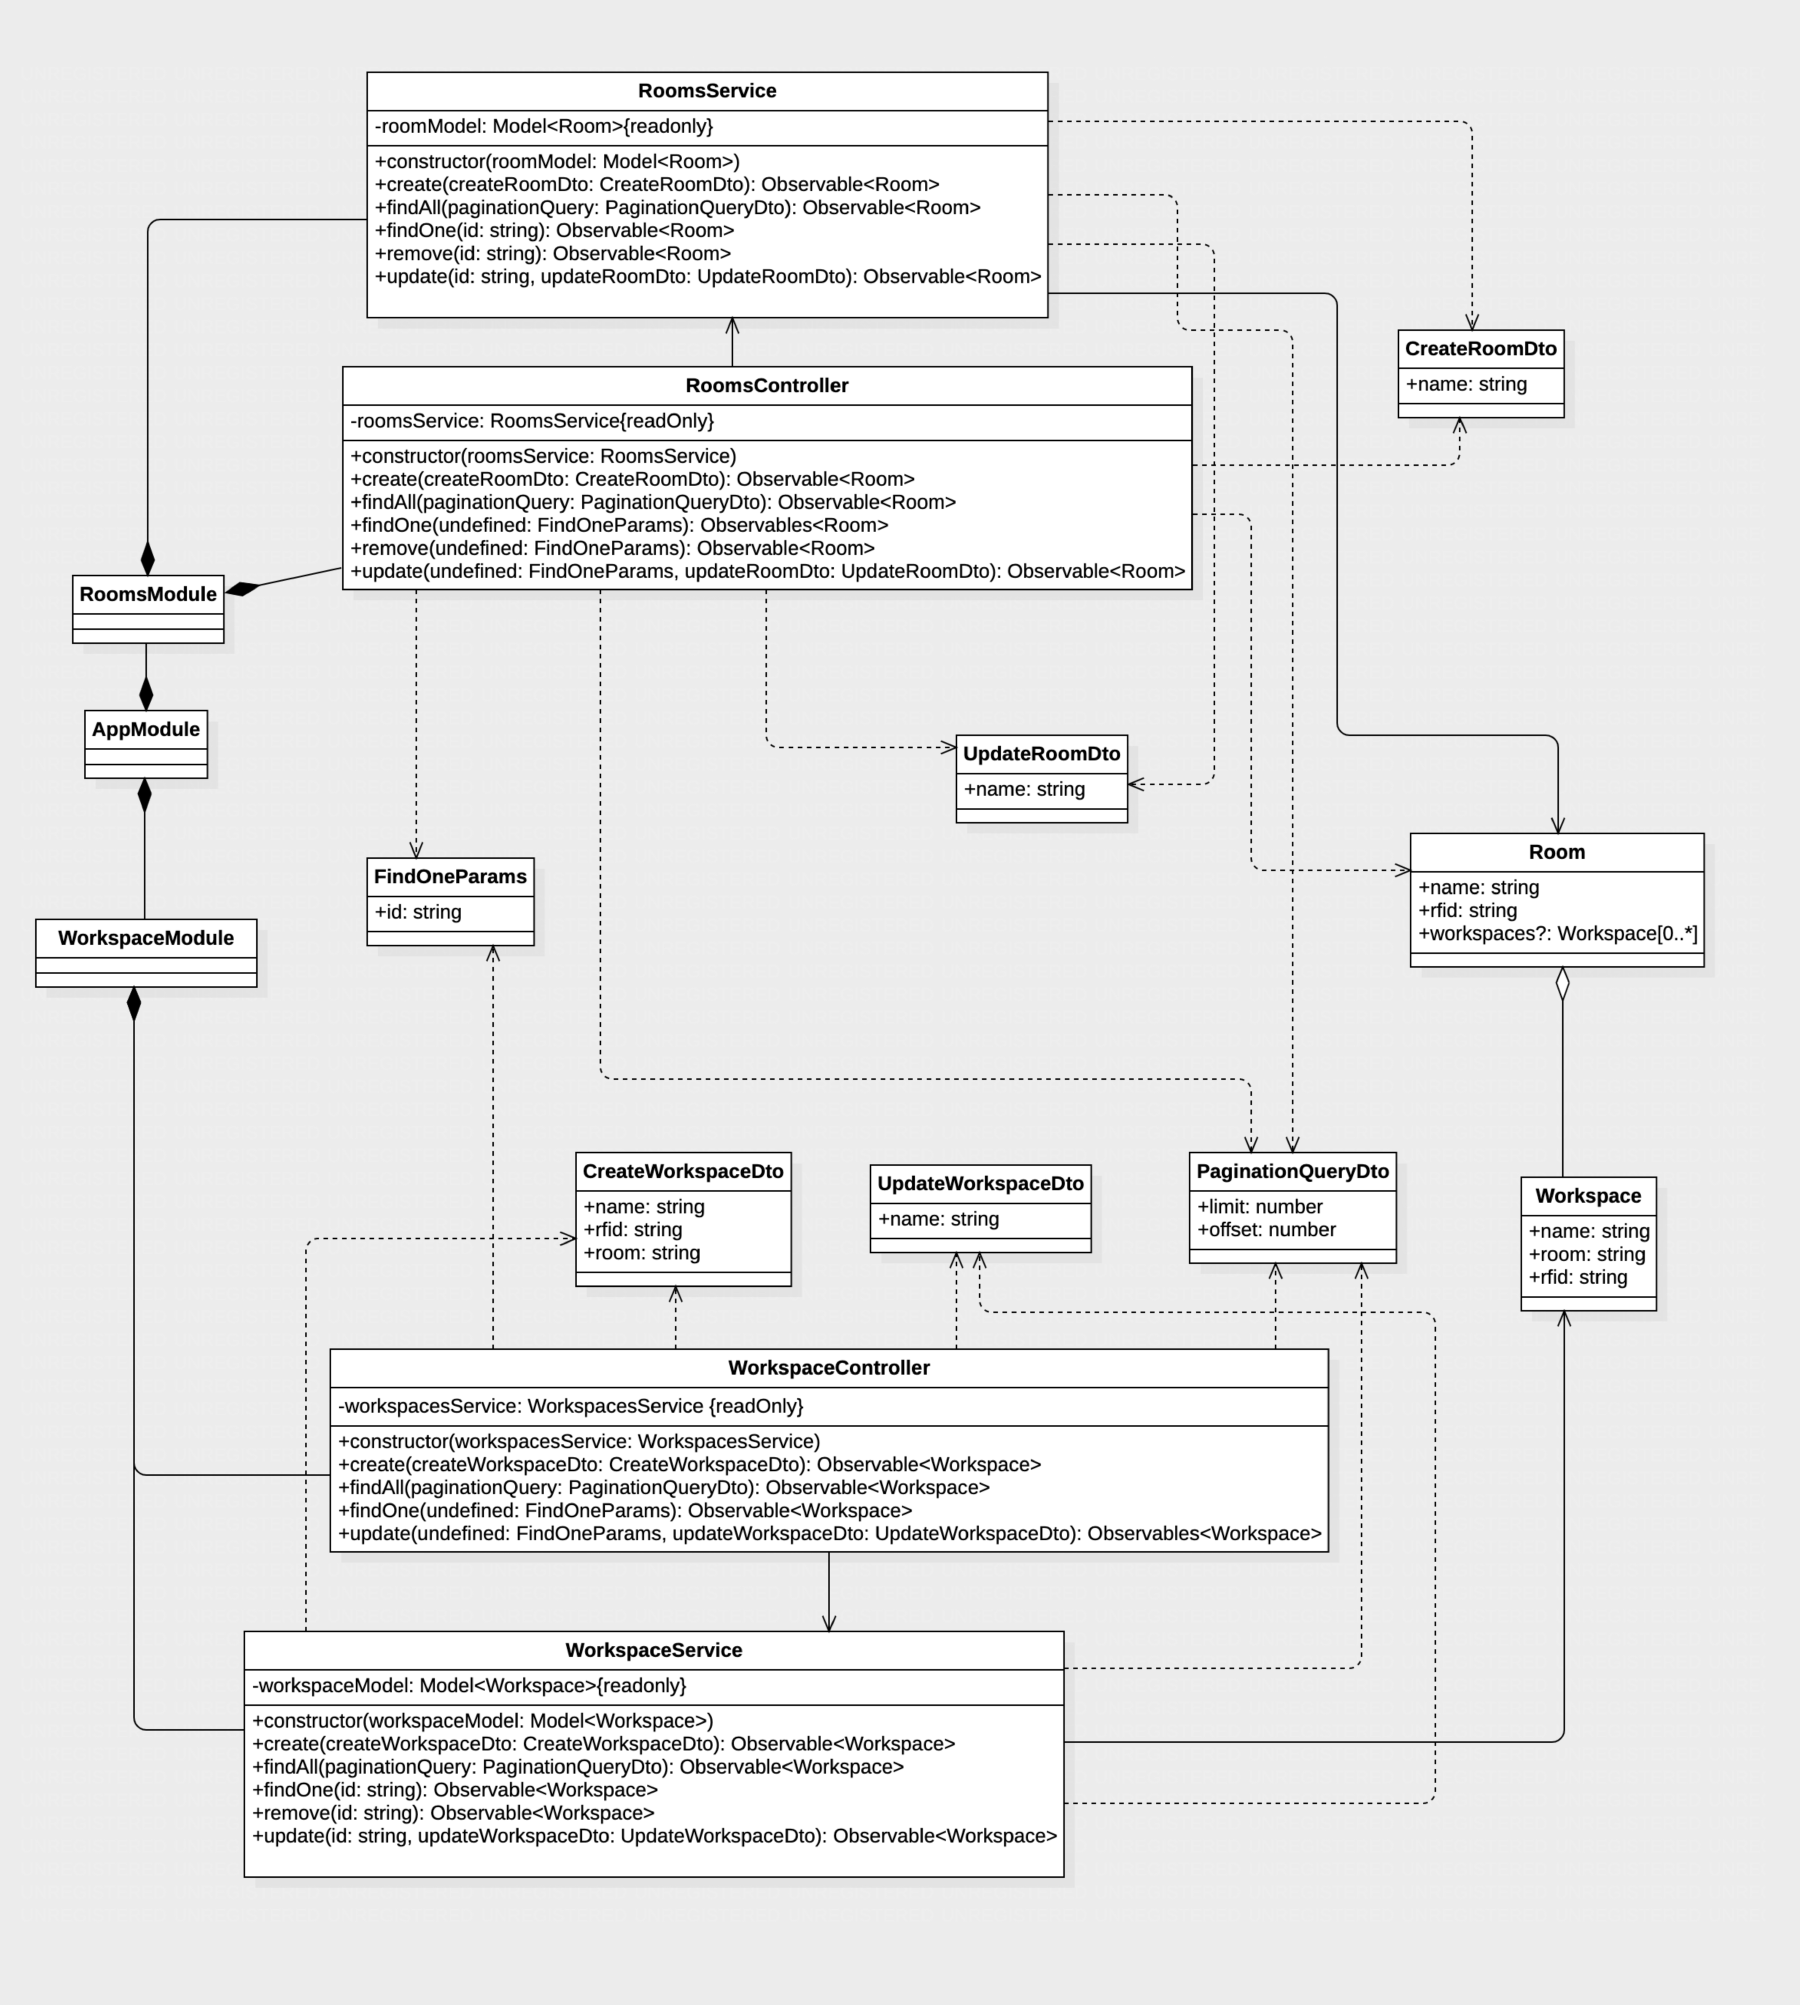 RoomsService
-roomModel: Model<Room>{readonly}
+constructor(roomModel: Model<Room>)
+create(createRoomDto: CreateRoomDto): Observable<Room>
+findAll(paginationQuery: PaginationQueryDto): Observable<Room>
+findOne(id: string): Observable<Room>
+remove(id: string): Observable<Room>
+update(id: string, updateRoomDto: UpdateRoomDto): Observable<Room>
CreateRoomDto
+name: string
RoomsController
-roomsService: RoomsService{readOnly}
+constructor(roomsService: RoomsService)
+create(createRoomDto: CreateRoomDto): Observable<Room>
+findAll(paginationQuery: PaginationQueryDto): Observable<Room>
+findOne(undefined: FindOneParams): Observables<Room>
+remove(undefined: FindOneParams): Observable<Room>
+update(undefined: FindOneParams, updateRoomDto: UpdateRoomDto): Observable<Room>
RoomsModule
AppModule
UpdateRoomDto
+name: string
FindOneParams
+id: string
Room
+name: string
+rfid: string
+workspaces?: Workspace[0..*]
WorkspaceModule
CreateWorkspaceDto
+name: string
+rfid: string
+room: string
UpdateWorkspaceDto
+name: string
PaginationQueryDto
+limit: number
+offset: number
Workspace
+name: string
+room: string
+rfid: string
WorkspaceController
-workspacesService: WorkspacesService {readOnly}
+constructor(workspacesService: WorkspacesService)
+create(createWorkspaceDto: CreateWorkspaceDto): Observable<Workspace>
+findAll(paginationQuery: PaginationQueryDto): Observable<Workspace>
+findOne(undefined: FindOneParams): Observable<Workspace>
+update(undefined: FindOneParams, updateWorkspaceDto: UpdateWorkspaceDto): Observables<Workspace>
WorkspaceService
-workspaceModel: Model<Workspace>{readonly}
+constructor(workspaceModel: Model<Workspace>)
+create(createWorkspaceDto: CreateWorkspaceDto): Observable<Workspace>
+findAll(paginationQuery: PaginationQueryDto): Observable<Workspace>
+findOne(id: string): Observable<Workspace>
+remove(id: string): Observable<Workspace>
+update(id: string, updateWorkspaceDto: UpdateWorkspaceDto): Observable<Workspace>